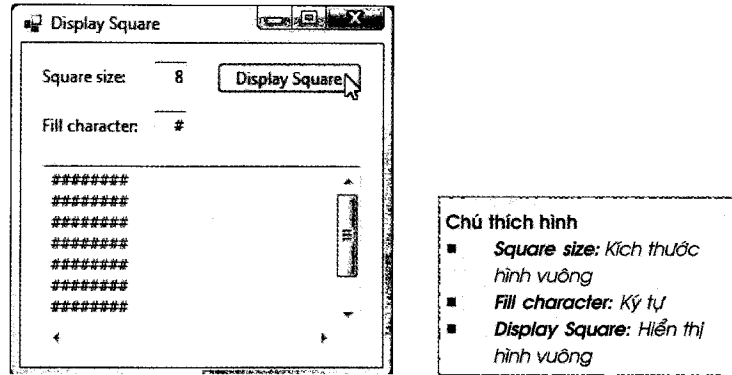 Display Square
Square size: 8 Display Square
Fill character: #
########
########
########
########
########
########
########
Chú thích hình
■ Square size: Kích thước
hình vuông
■ Fill character: Ký tự
■ Display Square: Hiển thị
hình vuông